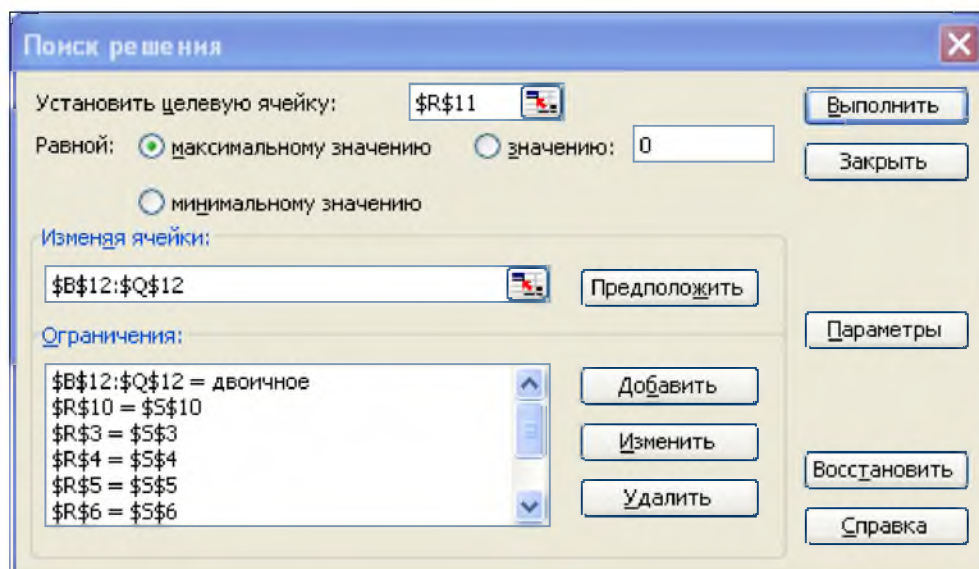 Поиск решения
Установить целевую ячейку: $R$11 Выполнить
Равной: максимальному значению значению: 0 Закрыть
минимальному значению
Изменяя ячейки:
$B$12:$Q$12 Предположить
Параметры
Ограничения:
$B$12:$Q$12 = двоичное Добавить
$R$10 = $S$10
$R$3 = $S$3 Изменить
$R$4 = $S$4
$R$5 = $S$5 Удалить Восстановить
$R$6 = $S$6
Справка